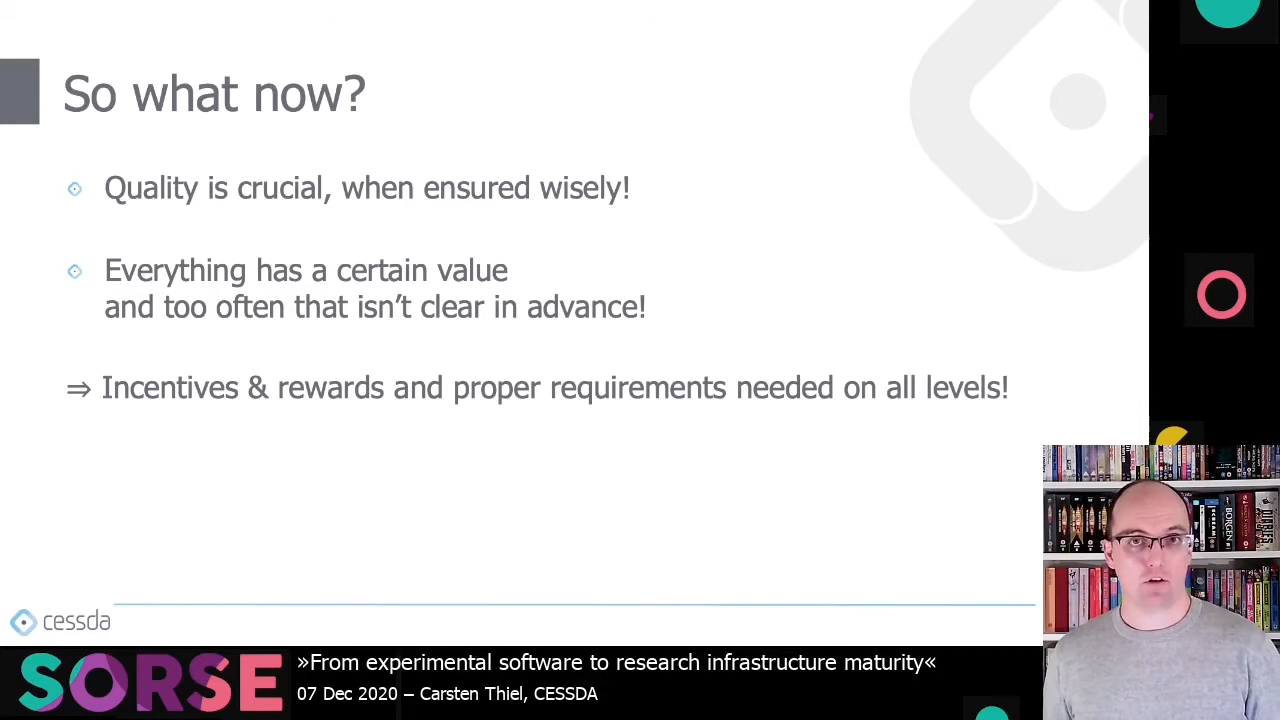 So what now?
Quality is crucial, when ensured wisely!
Everything has a certain value
and too often that isn't clear in advance!
⇒ Incentives & rewards and proper requirements needed on all levels!
cessda
SORSE
»From experimental software to research infrastructure maturity«
07 Dec 2020 – Carsten Thiel, CESSDA
SCREAM
BORGEN